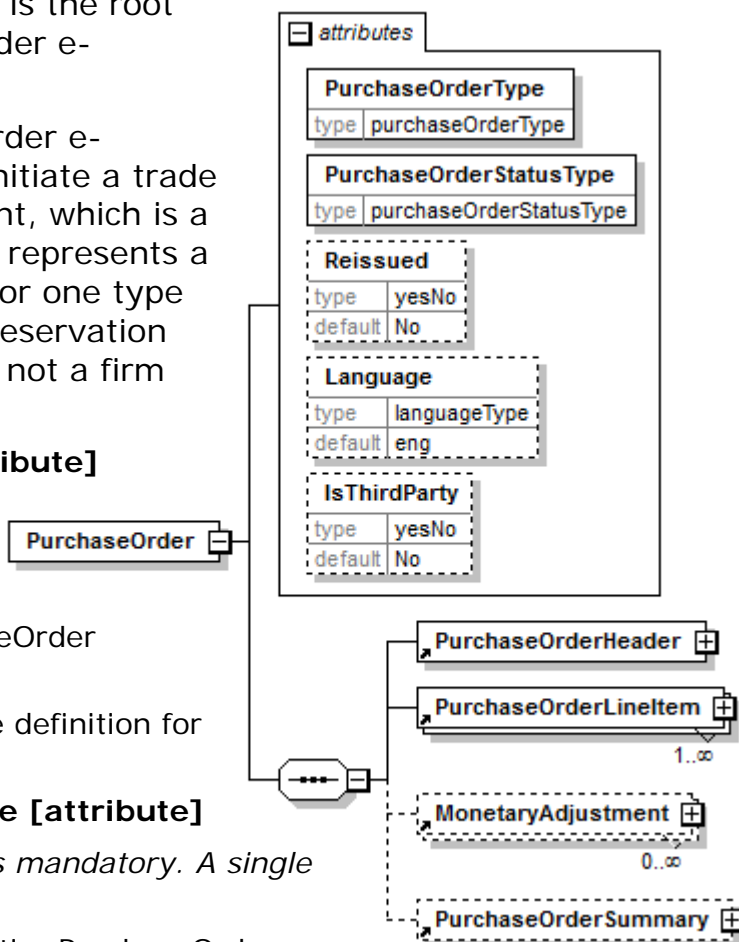 is the root
der e-
rder e-
nitiate a trade
nt, which is a
represents a
or one type
eservation
not a firm
ibute]
eOrder
e definition for
e [attribute]
s mandatory. A single
attributes
PurchaseOrderType
type purchaseOrderType
PurchaseOrderStatusType
type purchaseOrderStatusType
Reissued
type yesNo
default No
Language
type languageType
default eng
IsThirdParty
type yesNo
default No
PurchaseOrder
PurchaseOrderHeader
PurchaseOrderLineItem
1..∞
MonetaryAdjustment
0..∞
PurchaseOrderSummary